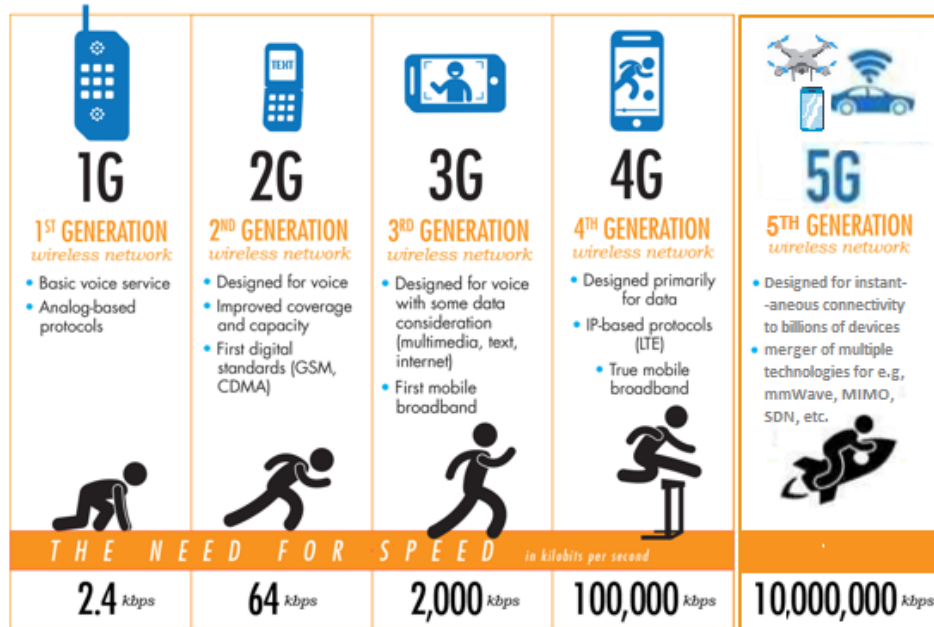 1G
1ST GENERATION
wireless network
• Basic voice service
• Analog-based
protocols
2.4 kbps
TEXT
2G
2ND GENERATION
wireless network
• Designed for voice
• Improved coverage
and capacity
• First digital
standards (GSM,
CDMA)
64 kbps
3G
3RD GENERATION
wireless network
• Designed for voice
with some data
consideration
(multimedia, text,
internet)
• First mobile
broadband
2,000 kbps
4G
4TH GENERATION
wireless network
• Designed primarily
for data
• IP-based protocols
(LTE)
• True mobile
broadband
100,000 kbps
5G
5TH GENERATION
wireless network
• Designed for instant-
-aneous connectivity
to billions of devices
• merger of multiple
technologies for e.g,
mmWave, MIMO,
SDN, etc.
10,000,000 kbps
THE NEED FOR SPEED in kilobits per second